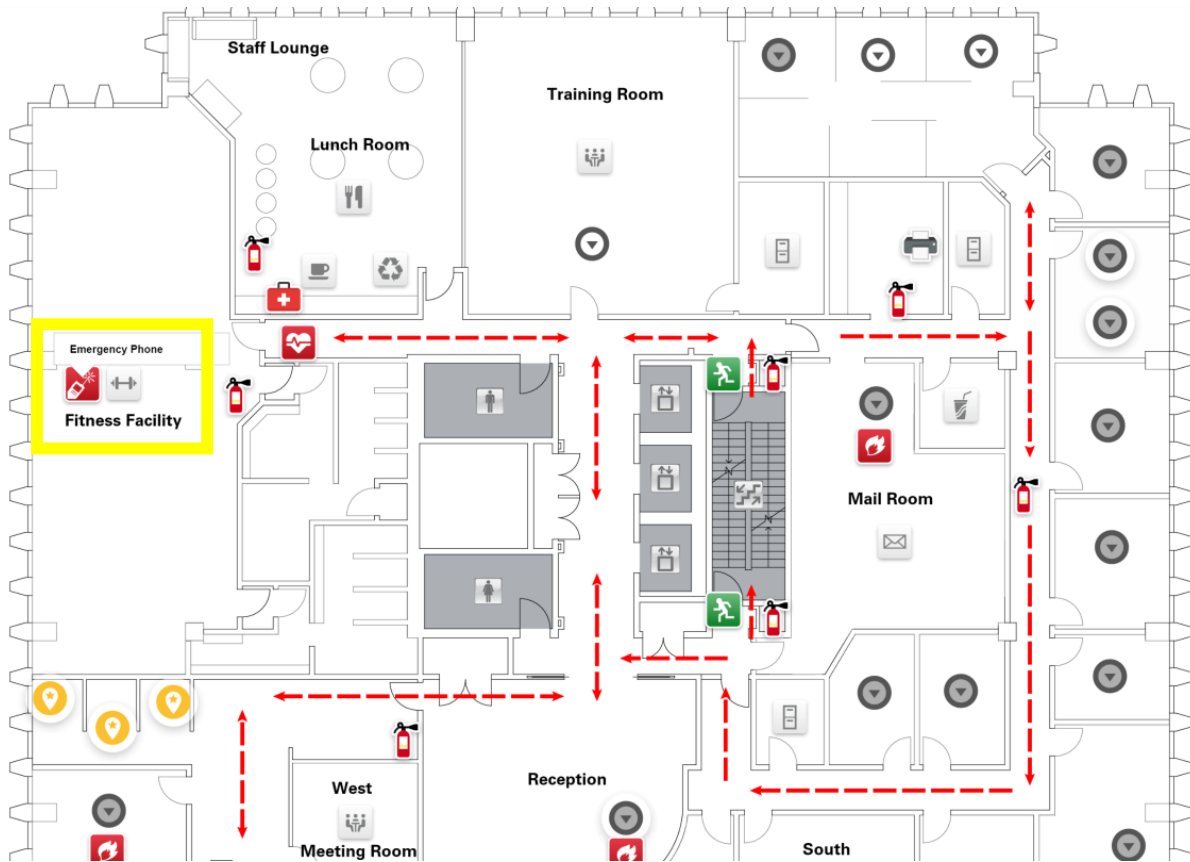 Staff Lounge
Training Room
Lunch Room
Emergency Phone
Fitness Facility
Mail Room
Reception
West
Meeting Room
South